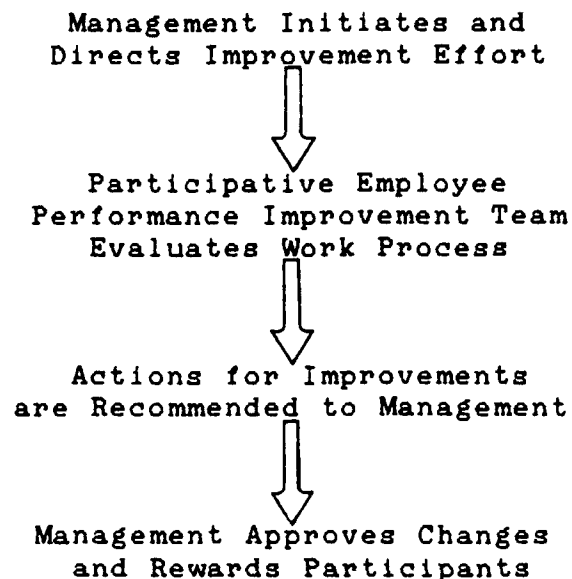 Management Initiates and
Directs Improvement Effort
Participative Employee
Performance Improvement Team
Evaluates Work Process
Actions for Improvements
are Recommended to Management
Management Approves Changes
and Rewards Participants